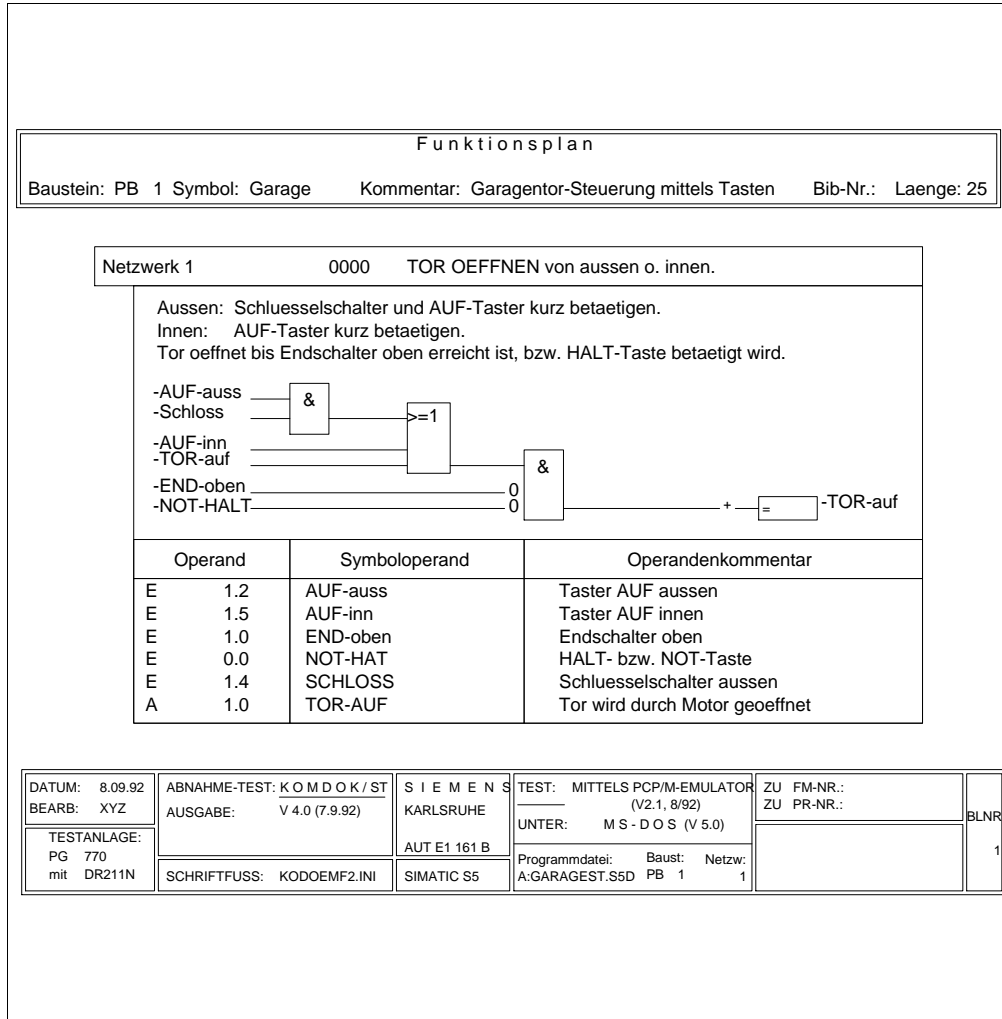 F u n k t i o n s p l a n
Baustein: PB 1 Symbol: Garage Kommentar: Garagentor-Steuerung mittels Tasten Bib-Nr.: Laenge: 25
Netzwerk 1 0000 TOR OEFFNEN von aussen o. innen.
Aussen: Schluesselschalter und AUF-Taster kurz betaetigen.
Innen: AUF-Taster kurz betaetigen.
Tor oeffnet bis Endschalter oben erreicht ist, bzw. HALT-Taste betaetigt wird.
-AUF-auss
&
-Schloss
>=1
-AUF-inn
-TOR-auf
&
-END-oben 0
-NOT-HALT 0 + = -TOR-auf
Operand Symboloperand Operandenkommentar
E 1.2 AUF-auss Taster AUF aussen
E 1.5 AUF-inn Taster AUF innen
E 1.0 END-oben Endschalter oben
E 0.0 NOT-HAT HALT- bzw. NOT-Taste
E 1.4 SCHLOSS Schluesselschalter aussen
A 1.0 TOR-AUF Tor wird durch Motor geoeffnet
DATUM: 8.09.92
BEARB: XYZ
TESTANLAGE:
PG 770
mit DR211N
ABNAHME-TEST: K O M D O K / ST
AUSGABE: V 4.0 (7.9.92)
SCHRIFTFUSS: KODOEMF2.INI
S I E M E N S
KARLSRUHE
AUT E1 161 B
SIMATIC S5
TEST: MITTELS PCP/M-EMULATOR
(V2.1, 8/92)
UNTER: M S - D O S (V 5.0)
Programmdatei: Baust: Netzw:
A:GARAGEST.S5D PB 1 1
ZU FM-NR.:
ZU PR-NR.:
BLNR
1